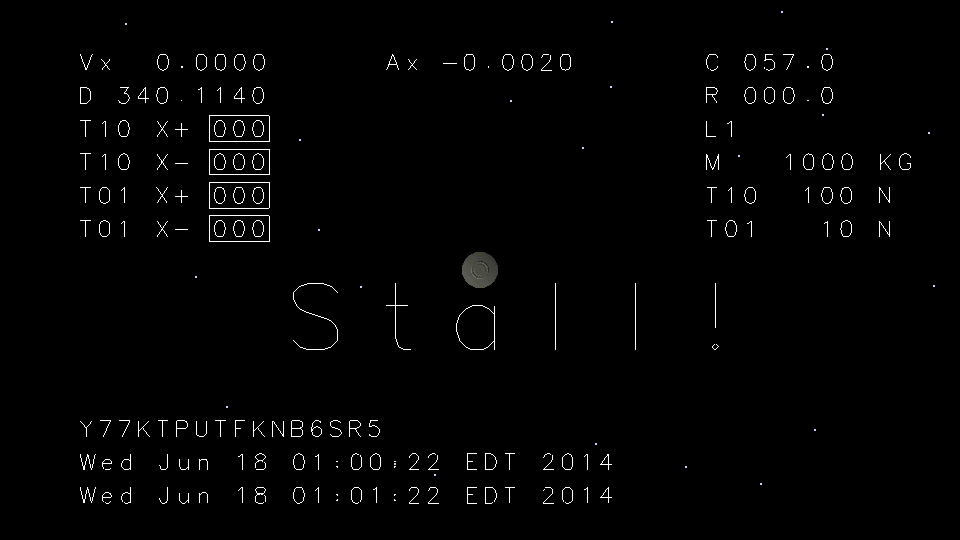 Vx 0.0000 Ax -0.0020 C 057.0
D 340.1140 R 000.0
T10 X+ 000 L1
T10 X- 000 M 1000 KG
T01 X+ 000 T10 100 N
T01 X- 000 T01 10 N
Stall!
Y77KTPUTFKNB6SR5
Wed Jun 18 01:00:22 EDT 2014
Wed Jun 18 01:01:22 EDT 2014